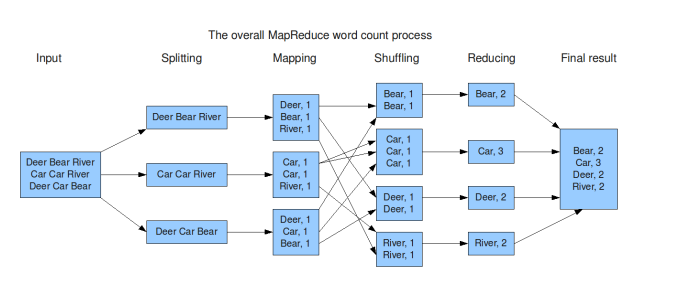 The overall MapReduce word count process
Input
Splitting
Mapping
Shuffling
Reducing
Final result
Deer Bear River
Car Car River
Deer Car Bear
Deer Bear River
Car Car River
Deer Car Bear
Deer, 1
Bear, 1
River, 1
Car, 1
Car, 1
River, 1
Deer, 1
Car, 1
Bear, 1
Bear, 1
Bear, 1
Car, 1
Car, 1
Car, 1
Deer, 1
Deer, 1
River, 1
River, 1
Bear, 2
Car, 3
Deer, 2
River, 2
Bear, 2
Car, 3
Deer, 2
River, 2